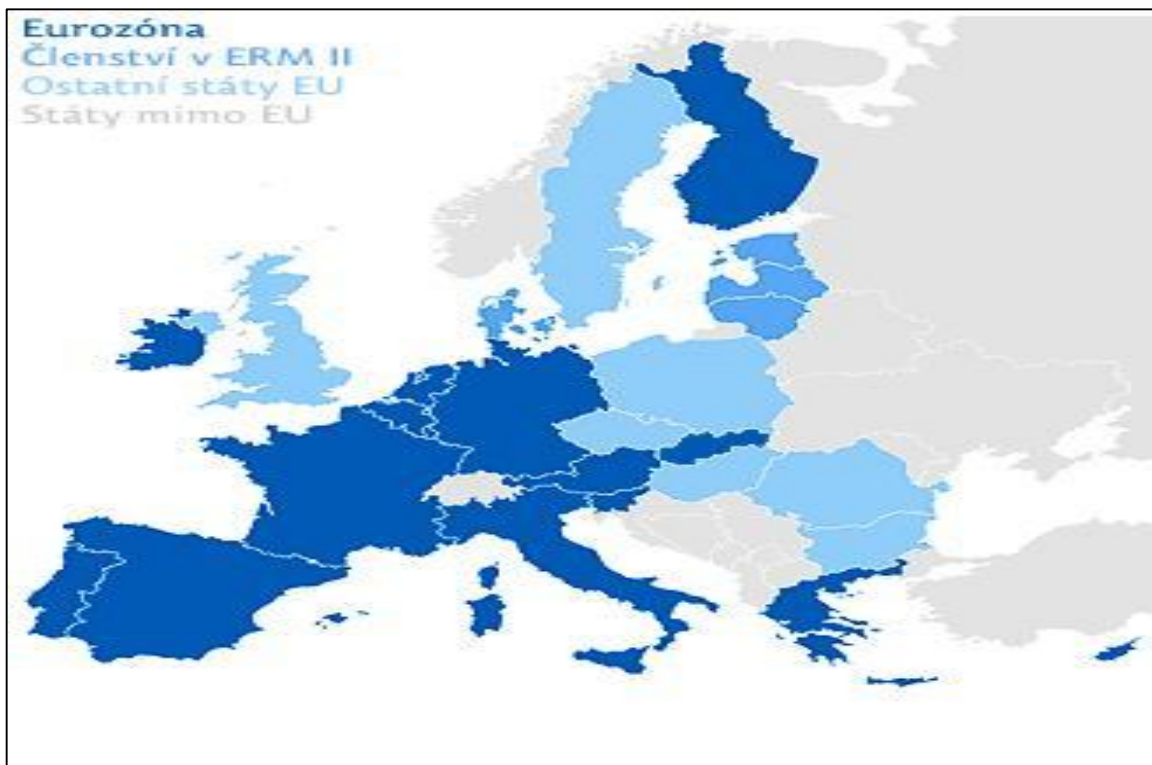 Eurozóna
Členství v ERM II
Ostatní státy EU
Státy mimo EU